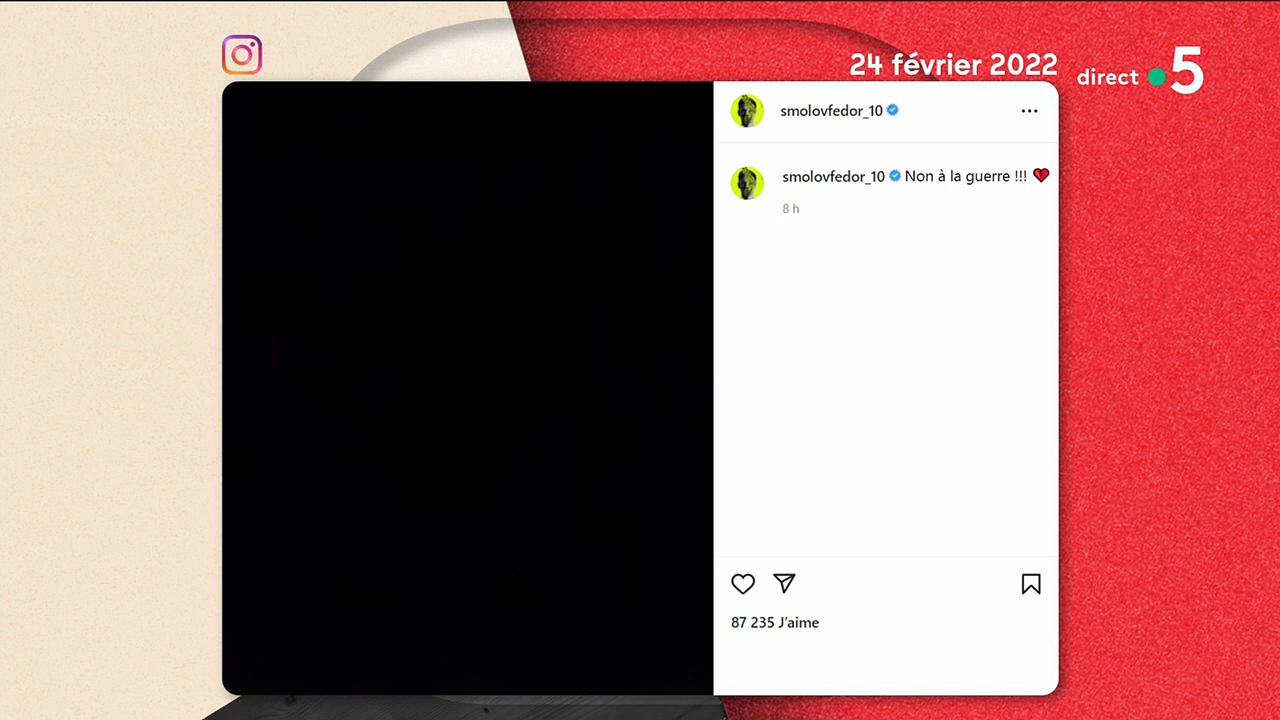 24 février 2022
direct 5
smolovfedor_10
smolovfedor_10 Non à la guerre !!! 💔
8 h
87 235 J'aime